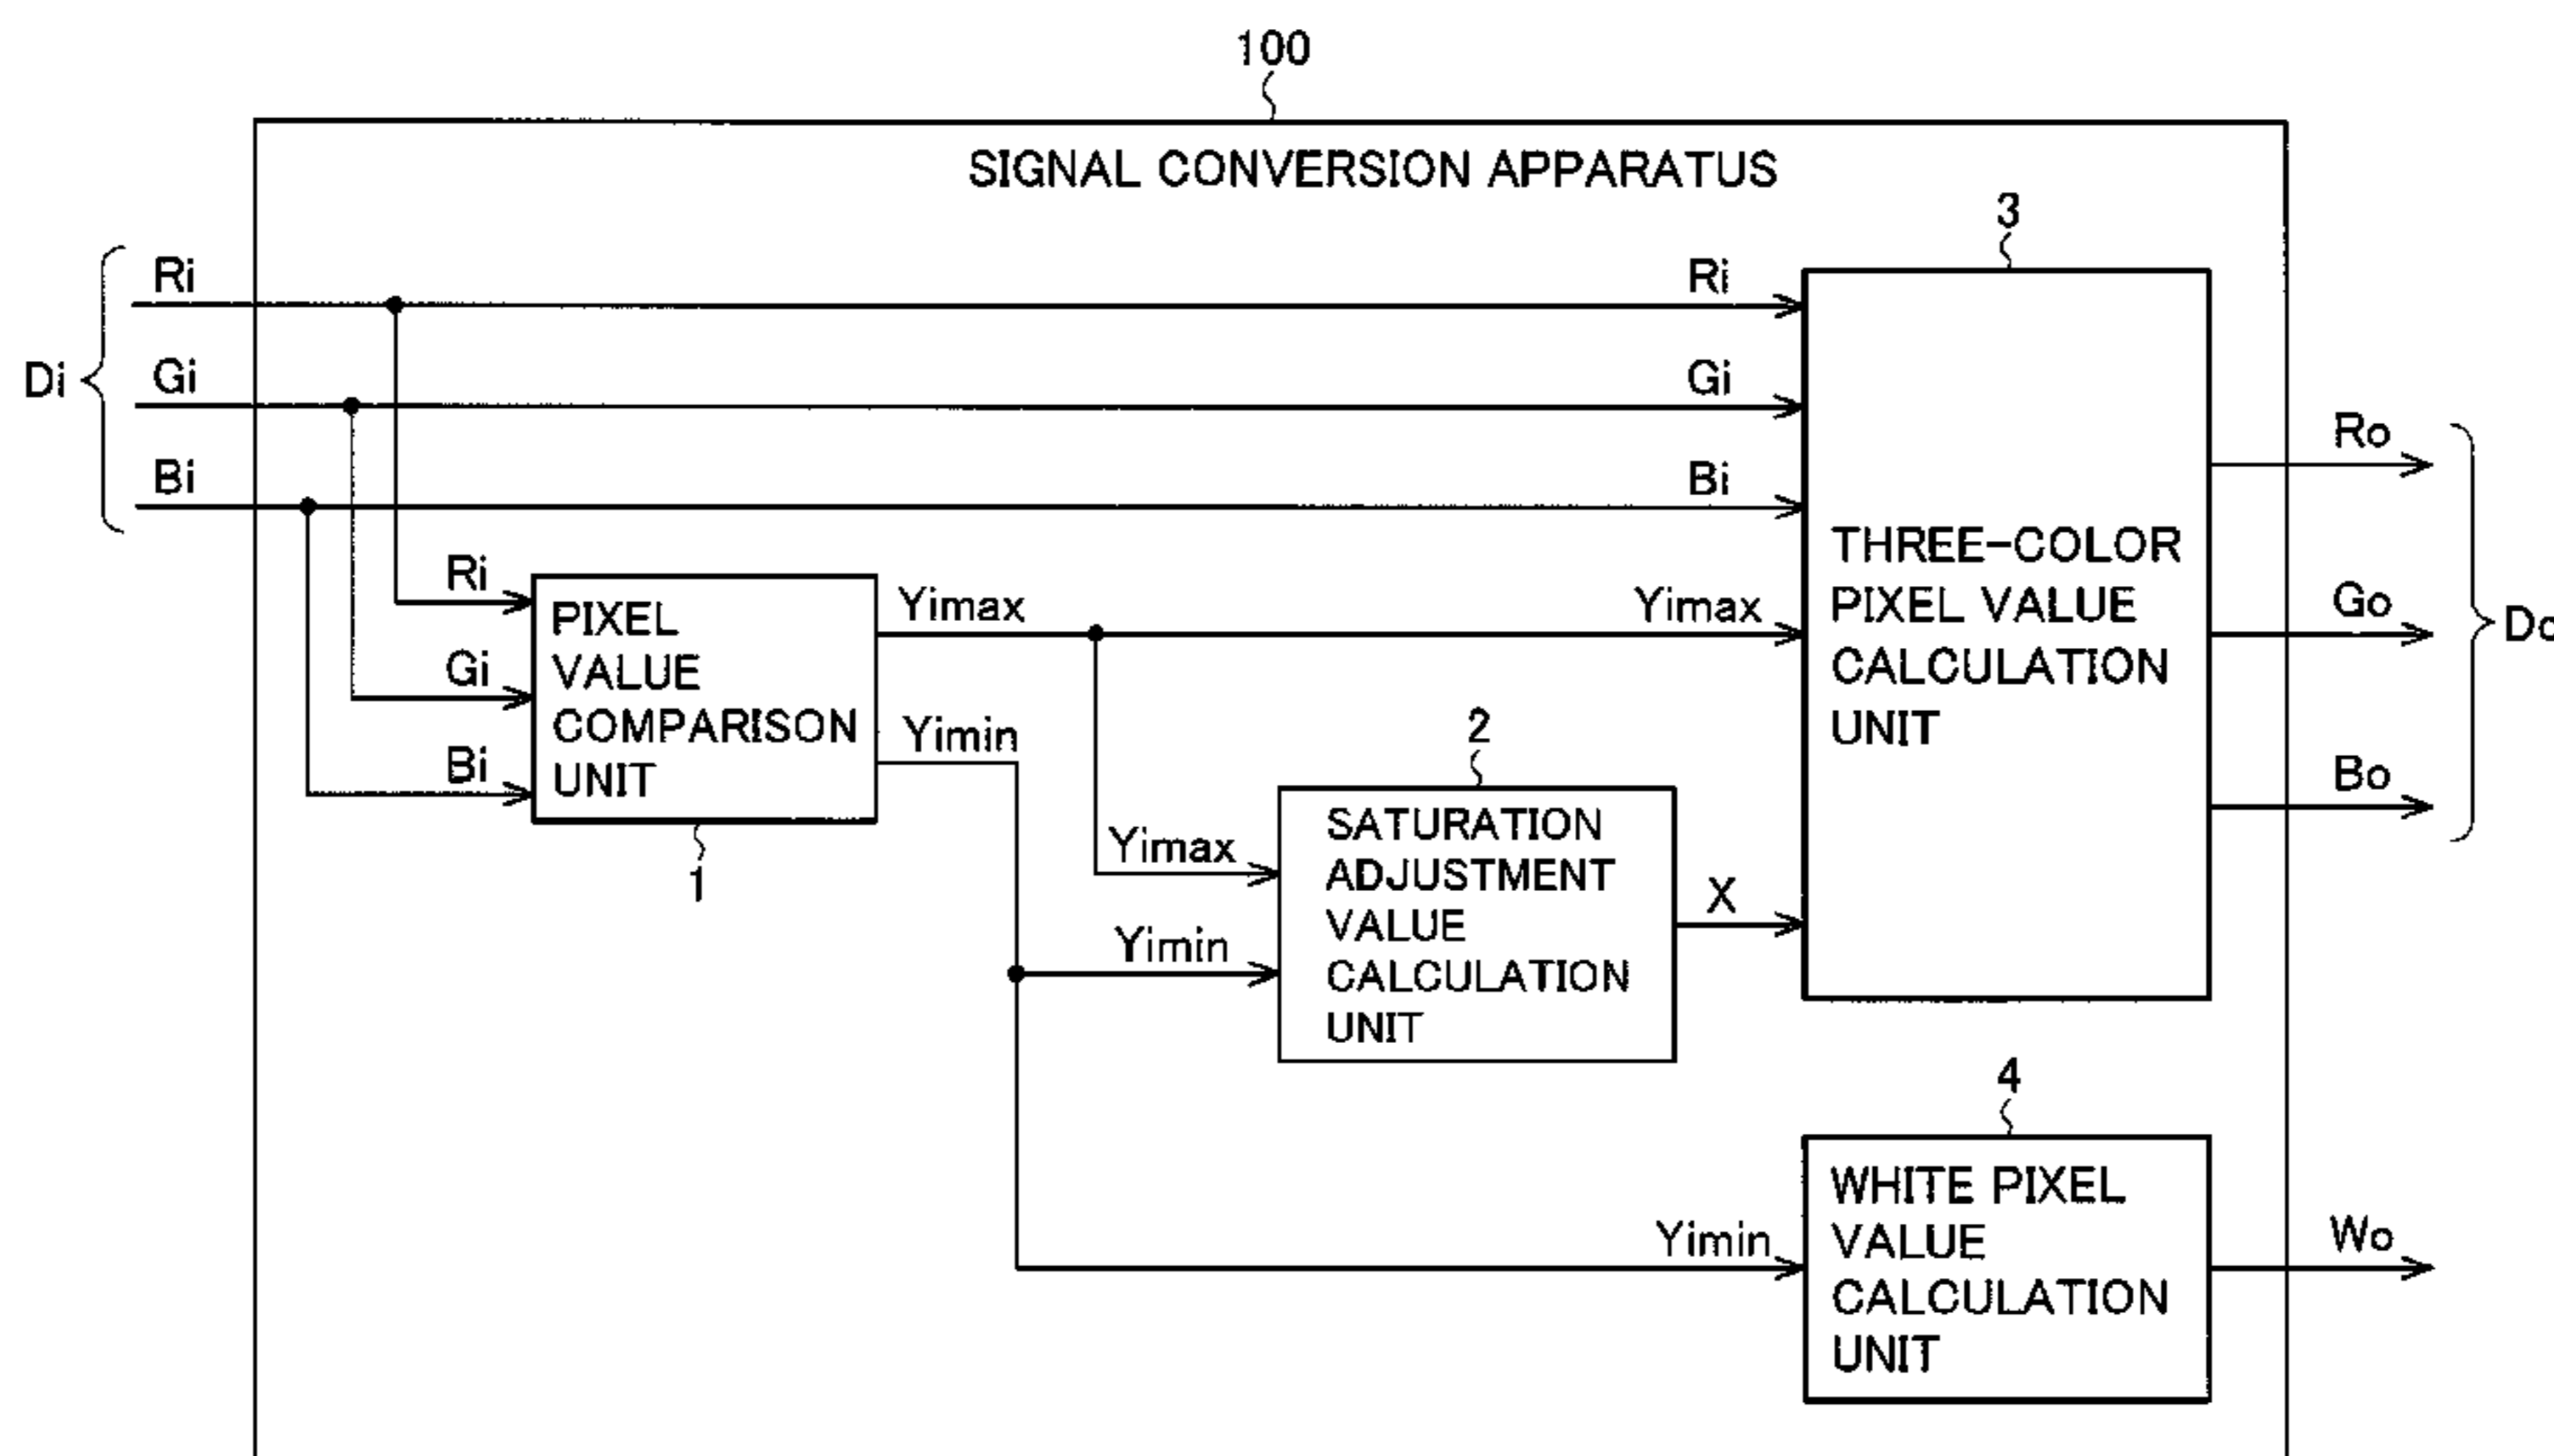 100
SIGNAL CONVERSION APPARATUS
3
Ri
Ri
Di
Gi
Gi
Bi
Bi
THREE-COLOR
PIXEL VALUE
CALCULATION
UNIT
Ro
Go
Bo
Do
Ri
Gi
Bi
PIXEL
VALUE
COMPARISON
UNIT
1
Yimax
Yimax
Yimin
2
Yimax
Yimin
SATURATION
ADJUSTMENT
VALUE
CALCULATION
UNIT
X
4
Yimin
WHITE PIXEL
VALUE
CALCULATION
UNIT
Wo